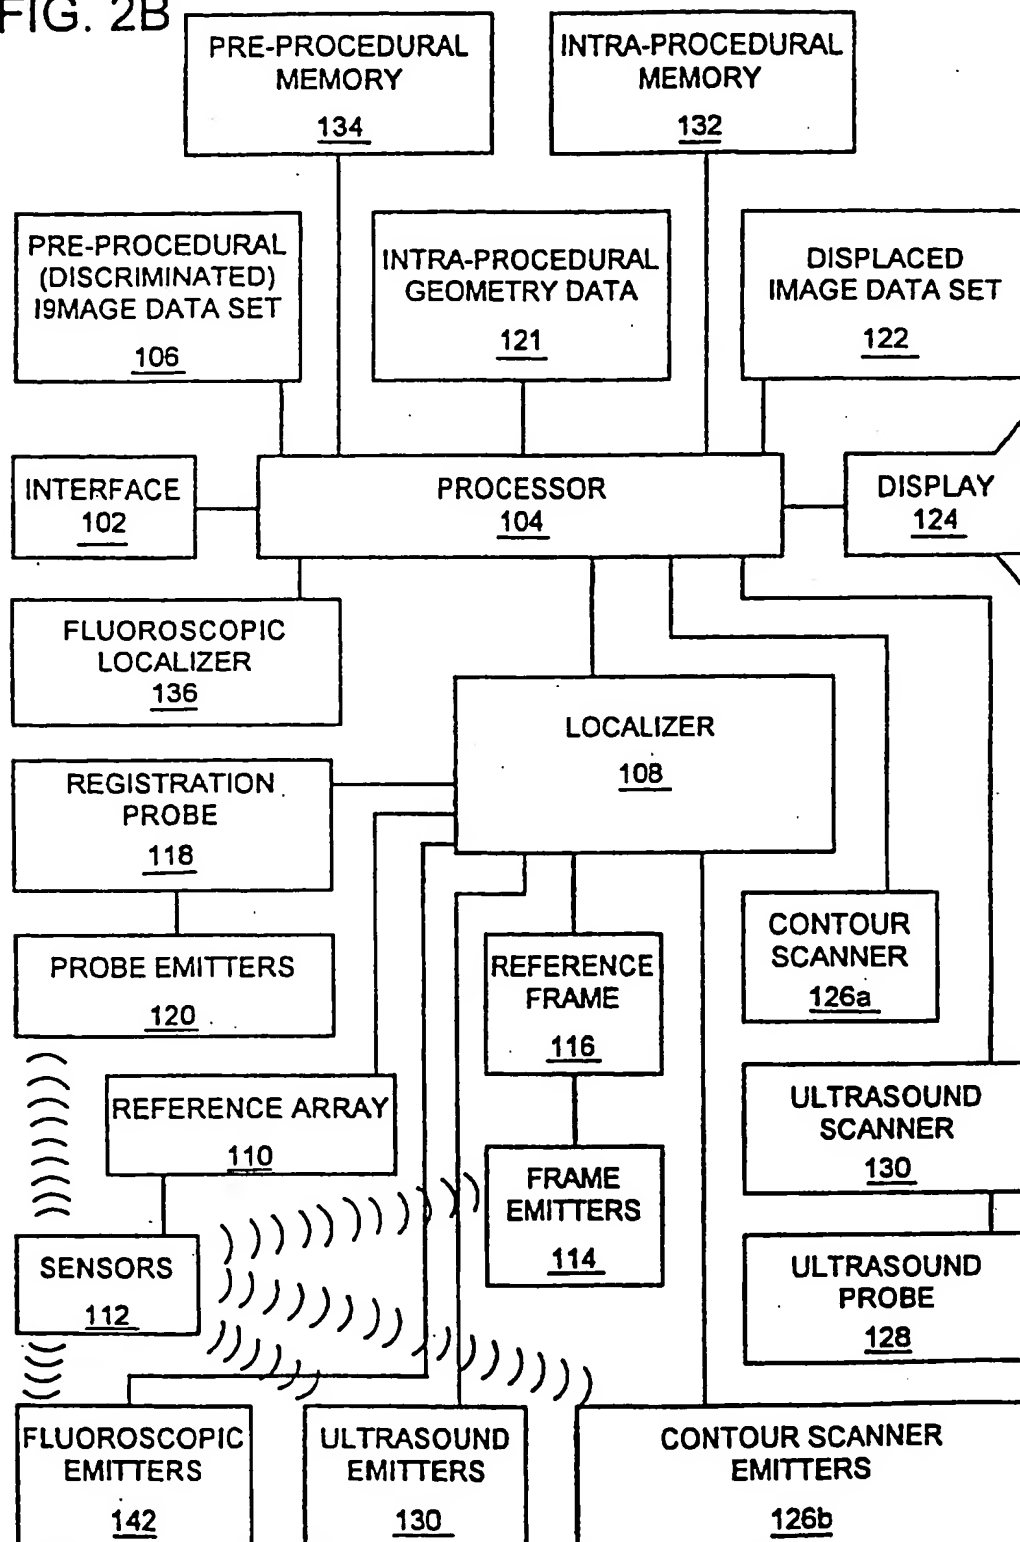 FIG. 2B
PRE-PROCEDURAL
MEMORY
134
INTRA-PROCEDURAL
MEMORY
132
PRE-PROCEDURAL
(DISCRIMINATED)
I9MAGE DATA SET
106
INTRA-PROCEDURAL
GEOMETRY DATA
121
DISPLACED
IMAGE DATA SET
122
INTERFACE
102
PROCESSOR
104
DISPLAY
124
FLUOROSCOPIC
LOCALIZER
136
LOCALIZER
108
REGISTRATION
PROBE
118
PROBE EMITTERS
120
REFERENCE
FRAME
116
CONTOUR
SCANNER
126a
REFERENCE ARRAY
110
FRAME
EMITTERS
114
ULTRASOUND
SCANNER
130
SENSORS
112
ULTRASOUND
PROBE
128
FLUOROSCOPIC
EMITTERS
142
ULTRASOUND
EMITTERS
130
CONTOUR SCANNER
EMITTERS
126b